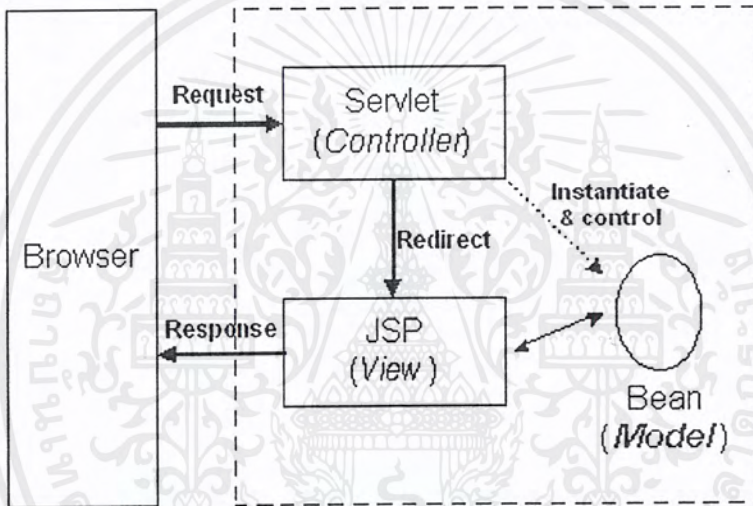 Request
Servlet
(Controller)
Instantiate
& control
Redirect
Browser
Response
JSP
(View)
Bean
(Model)